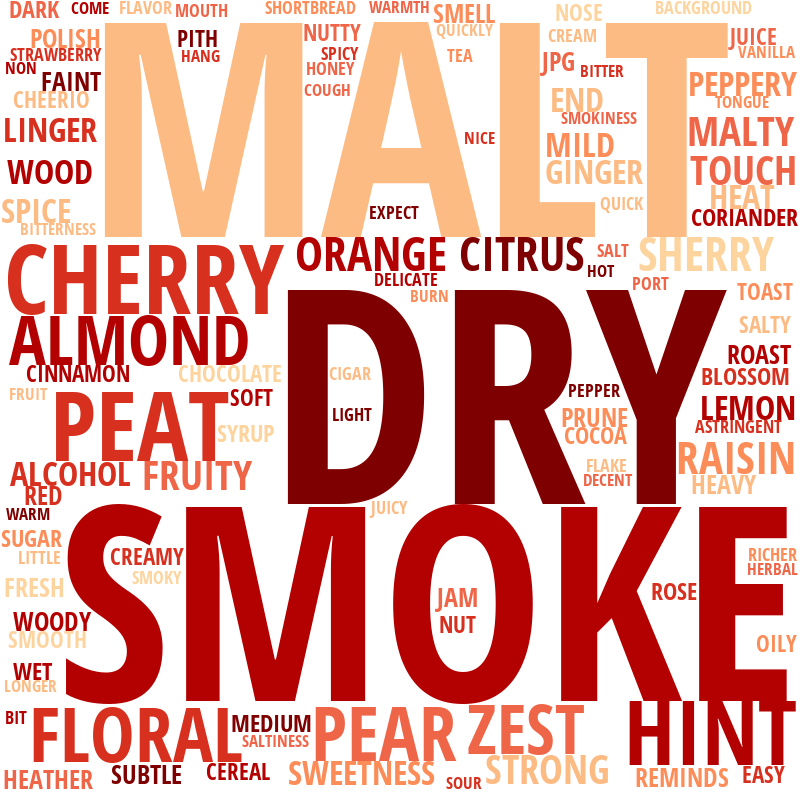 DARK
COME
FLAVOR
MOUTH
SHORTBREAD
WARMTH
SMELL
NOSE
BACKGROUND
POLISH
PITH
NUTTY
QUICKLY
CREAM
JUICE
STRAWBERRY
HANG
SPICY
TEA
VANILLA
NON
HONEY
JPG
BITTER
FAINT
COUGH
PEPPERY
CHEERIO
END
TONGUE
MALT
SMOKINESS
LINGER
NICE
MILD
MALTY
WOOD
GINGER
TOUCH
SPICE
EXPECT
QUICK
HEAT
BITTERNESS
CORIANDER
CHERRY
ORANGE
CITRUS
SALT
SHERRY
DELICATE
HOT
BURN
PORT
TOAST
ALMOND
DRY
SALTY
ROAST
CINNAMON
CHOCOLATE
CIGAR
BLOSSOM
FRUIT
SOFT
PEPPER
PEAT
LIGHT
PRUNE
LEMON
SYRUP
COCOA
ASTRINGENT
ALCOHOL
FRUITY
FLAKE
RAISIN
RED
DECENT
HEAVY
WARM
JUICY
SUGAR
SMOKE
LITTLE
CREAMY
RICHER
SMOKY
HERBAL
FRESH
JAM
ROSE
WOODY
NUT
SMOOTH
OILY
WET
LONGER
BIT
FLORAL
MEDIUM
PEAR
ZEST
HINT
SALTINESS
HEATHER
SUBTLE
CEREAL
SWEETNESS
SOUR
STRONG
REMINDS
EASY